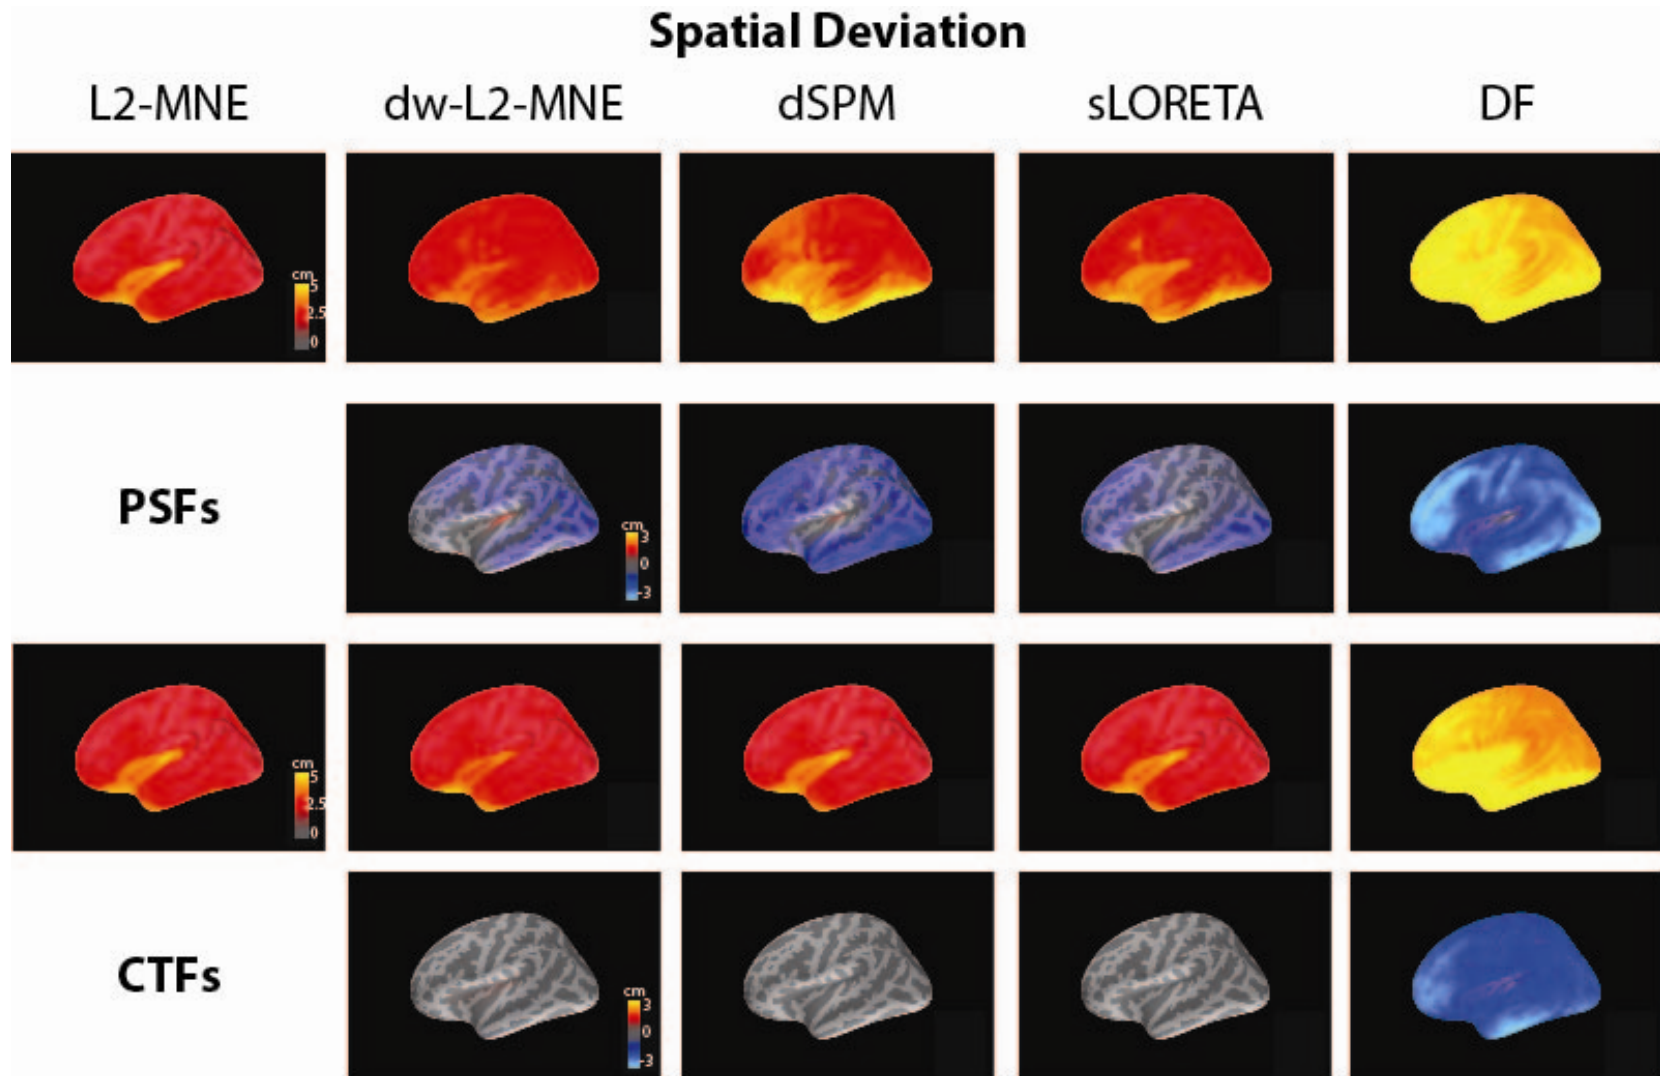 Spatial Deviation
L2-MNE dw-L2-MNE dSPM sLORETA DF
cm
5
2.5
0
PSFs
cm
3
0
-3
cm
5
2.5
0
CTFs
cm
3
0
-3